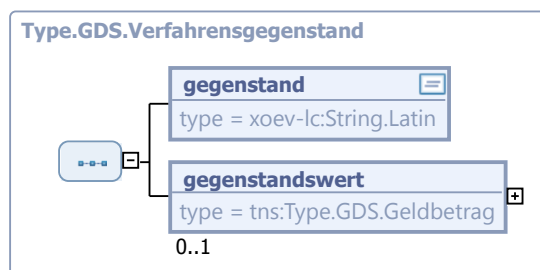 Type.GDS.Verfahrensgegenstand
gegenstand
type = xoev-lc:String.Latin
gegenstandswert
type = tns:Type.GDS.Geldbetrag
0..1